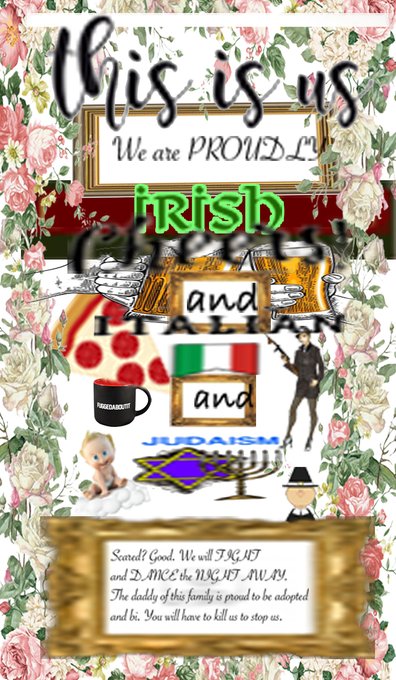 this is us
We are PROUDLY
iRiSh
Cheers!
and
ITALIAN
FUGGEDABOUTIT
and
JUDAISM
Scared? Good. We will FIGHT
and DANCE the NIGHT AWAY.
The daddy of this family is proud to be adopted
and bi. You will have to kill us to stop us.